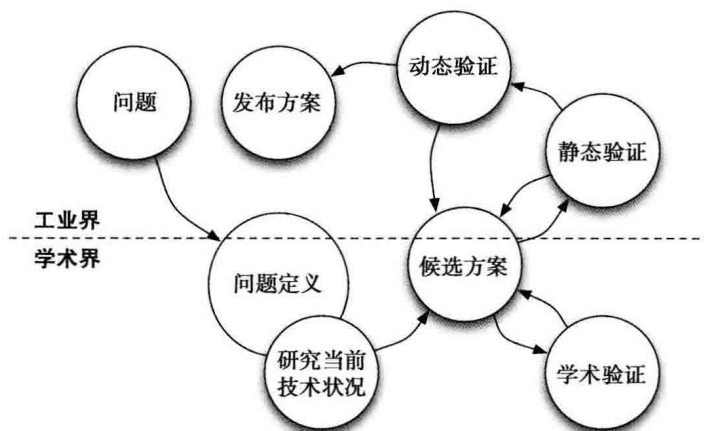 动态验证
问题
发布方案
静态验证
工业界
学术界
问题定义
候选方案
研究当前
技术状况
学术验证